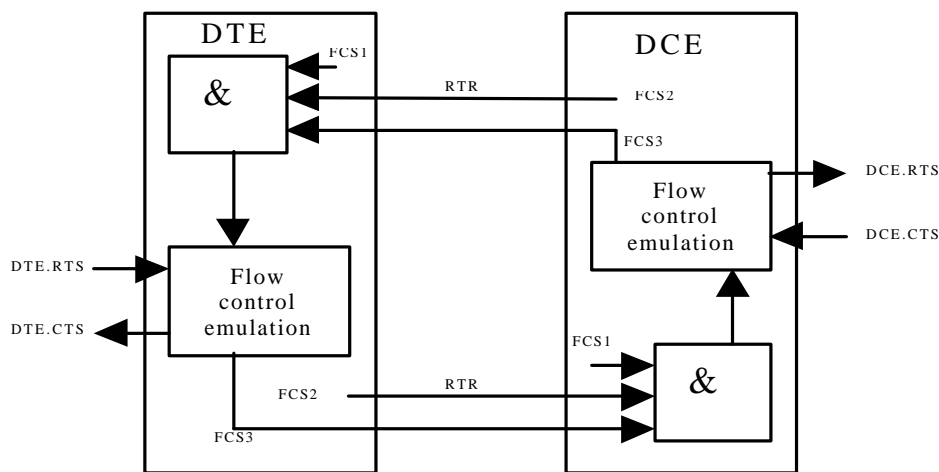 DTE
DCE
FCS1
&
RTR
FCS2
FCS3
DCE.RTS
Flow
control
emulation
DCE.CTS
DTE.RTS
Flow
control
emulation
DTE.CTS
FCS1
FCS2
RTR
&
FCS3